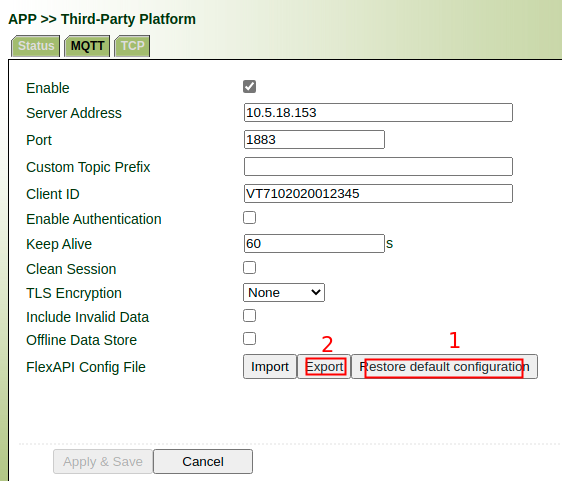 APP >> Third-Party Platform
Status MQTT TCP
Enable
Server Address 10.5.18.153
Port 1883
Custom Topic Prefix
Client ID VT7102020012345
Enable Authentication
Keep Alive 60 s
Clean Session
TLS Encryption None
Include Invalid Data
Offline Data Store
2 1
FlexAPI Config File Import Export Restore default configuration
Apply & Save Cancel